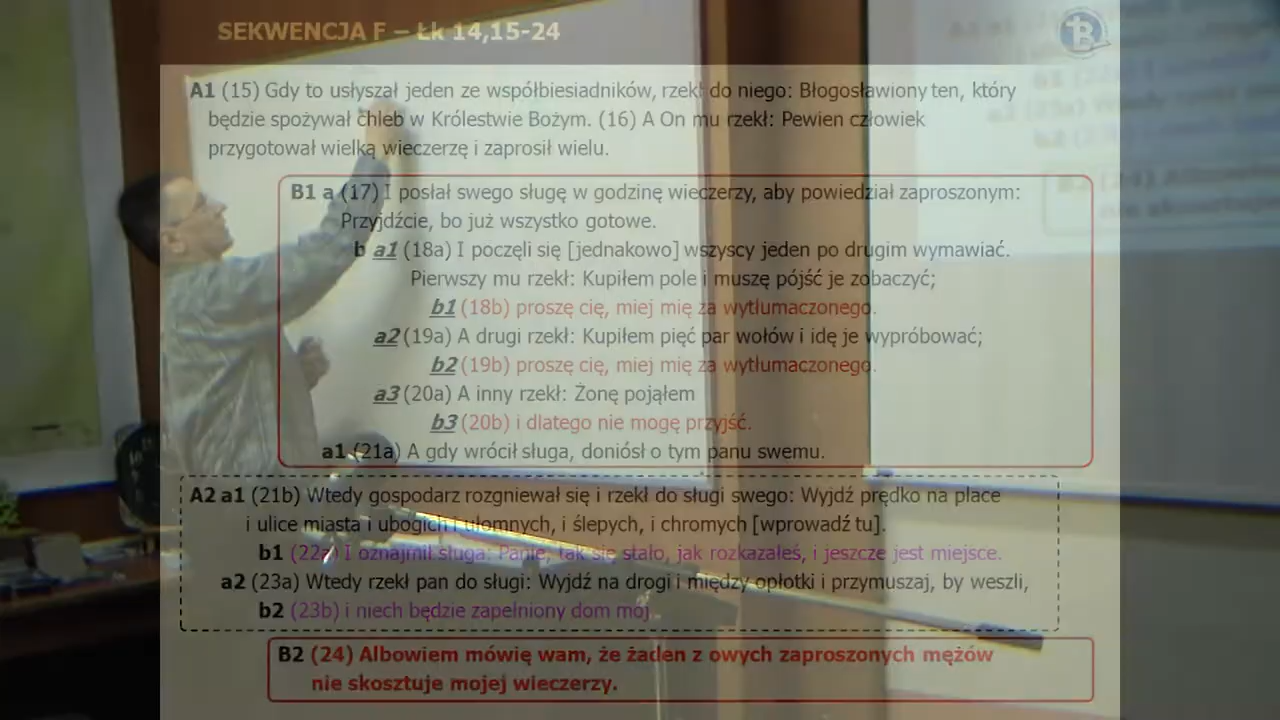 SEKWENCJA F – Łk 14,15-24
A1 (15) Gdy to usłyszał jeden ze współbiesiadników, rzekł do niego: Błogosławiony ten, który
będzie spożywał chleb w Królestwie Bożym. (16) A On mu rzekł: Pewien człowiek
przygotował wielką wieczerzę i zaprosił wielu.
B1 a (17) I posłał swego sługę w godzinę wieczerzy, aby powiedział zaproszonym:
Przyjdźcie, bo już wszystko gotowe.
b a1 (18a) I poczęli się [jednakowo] wszyscy jeden po drugim wymawiać.
Pierwszy mu rzekł: Kupiłem pole i muszę pójść je zobaczyć;
b1 (18b) proszę cię, miej mię za wytłumaczonego.
a2 (19a) A drugi rzekł: Kupiłem pięć par wołów i idę je wypróbować;
b2 (19b) proszę cię, miej mię za wytłumaczonego.
a3 (20a) A inny rzekł: Żonę pojąłem
b3 (20b) i dlatego nie mogę przyjść.
a1 (21a) A gdy wrócił sługa, doniósł o tym panu swemu.
A2 a1 (21b) Wtedy gospodarz rozgniewał się i rzekł do sługi swego: Wyjdź prędko na place
i ulice miasta i ubogich i ułomnych, i ślepych, i chromych [wprowadź tu].
b1 (22a) I oznajmił sługa: Panie, tak się stało, jak rozkazałeś, i jeszcze jest miejsce.
a2 (23a) Wtedy rzekł pan do sługi: Wyjdź na drogi i między opłotki i przymuszaj, by weszli,
b2 (23b) i niech będzie zapełniony dom mój
B2 (24) Albowiem mówię wam, że żaden z owych zaproszonych mężów
nie skosztuje mojej wieczerzy.